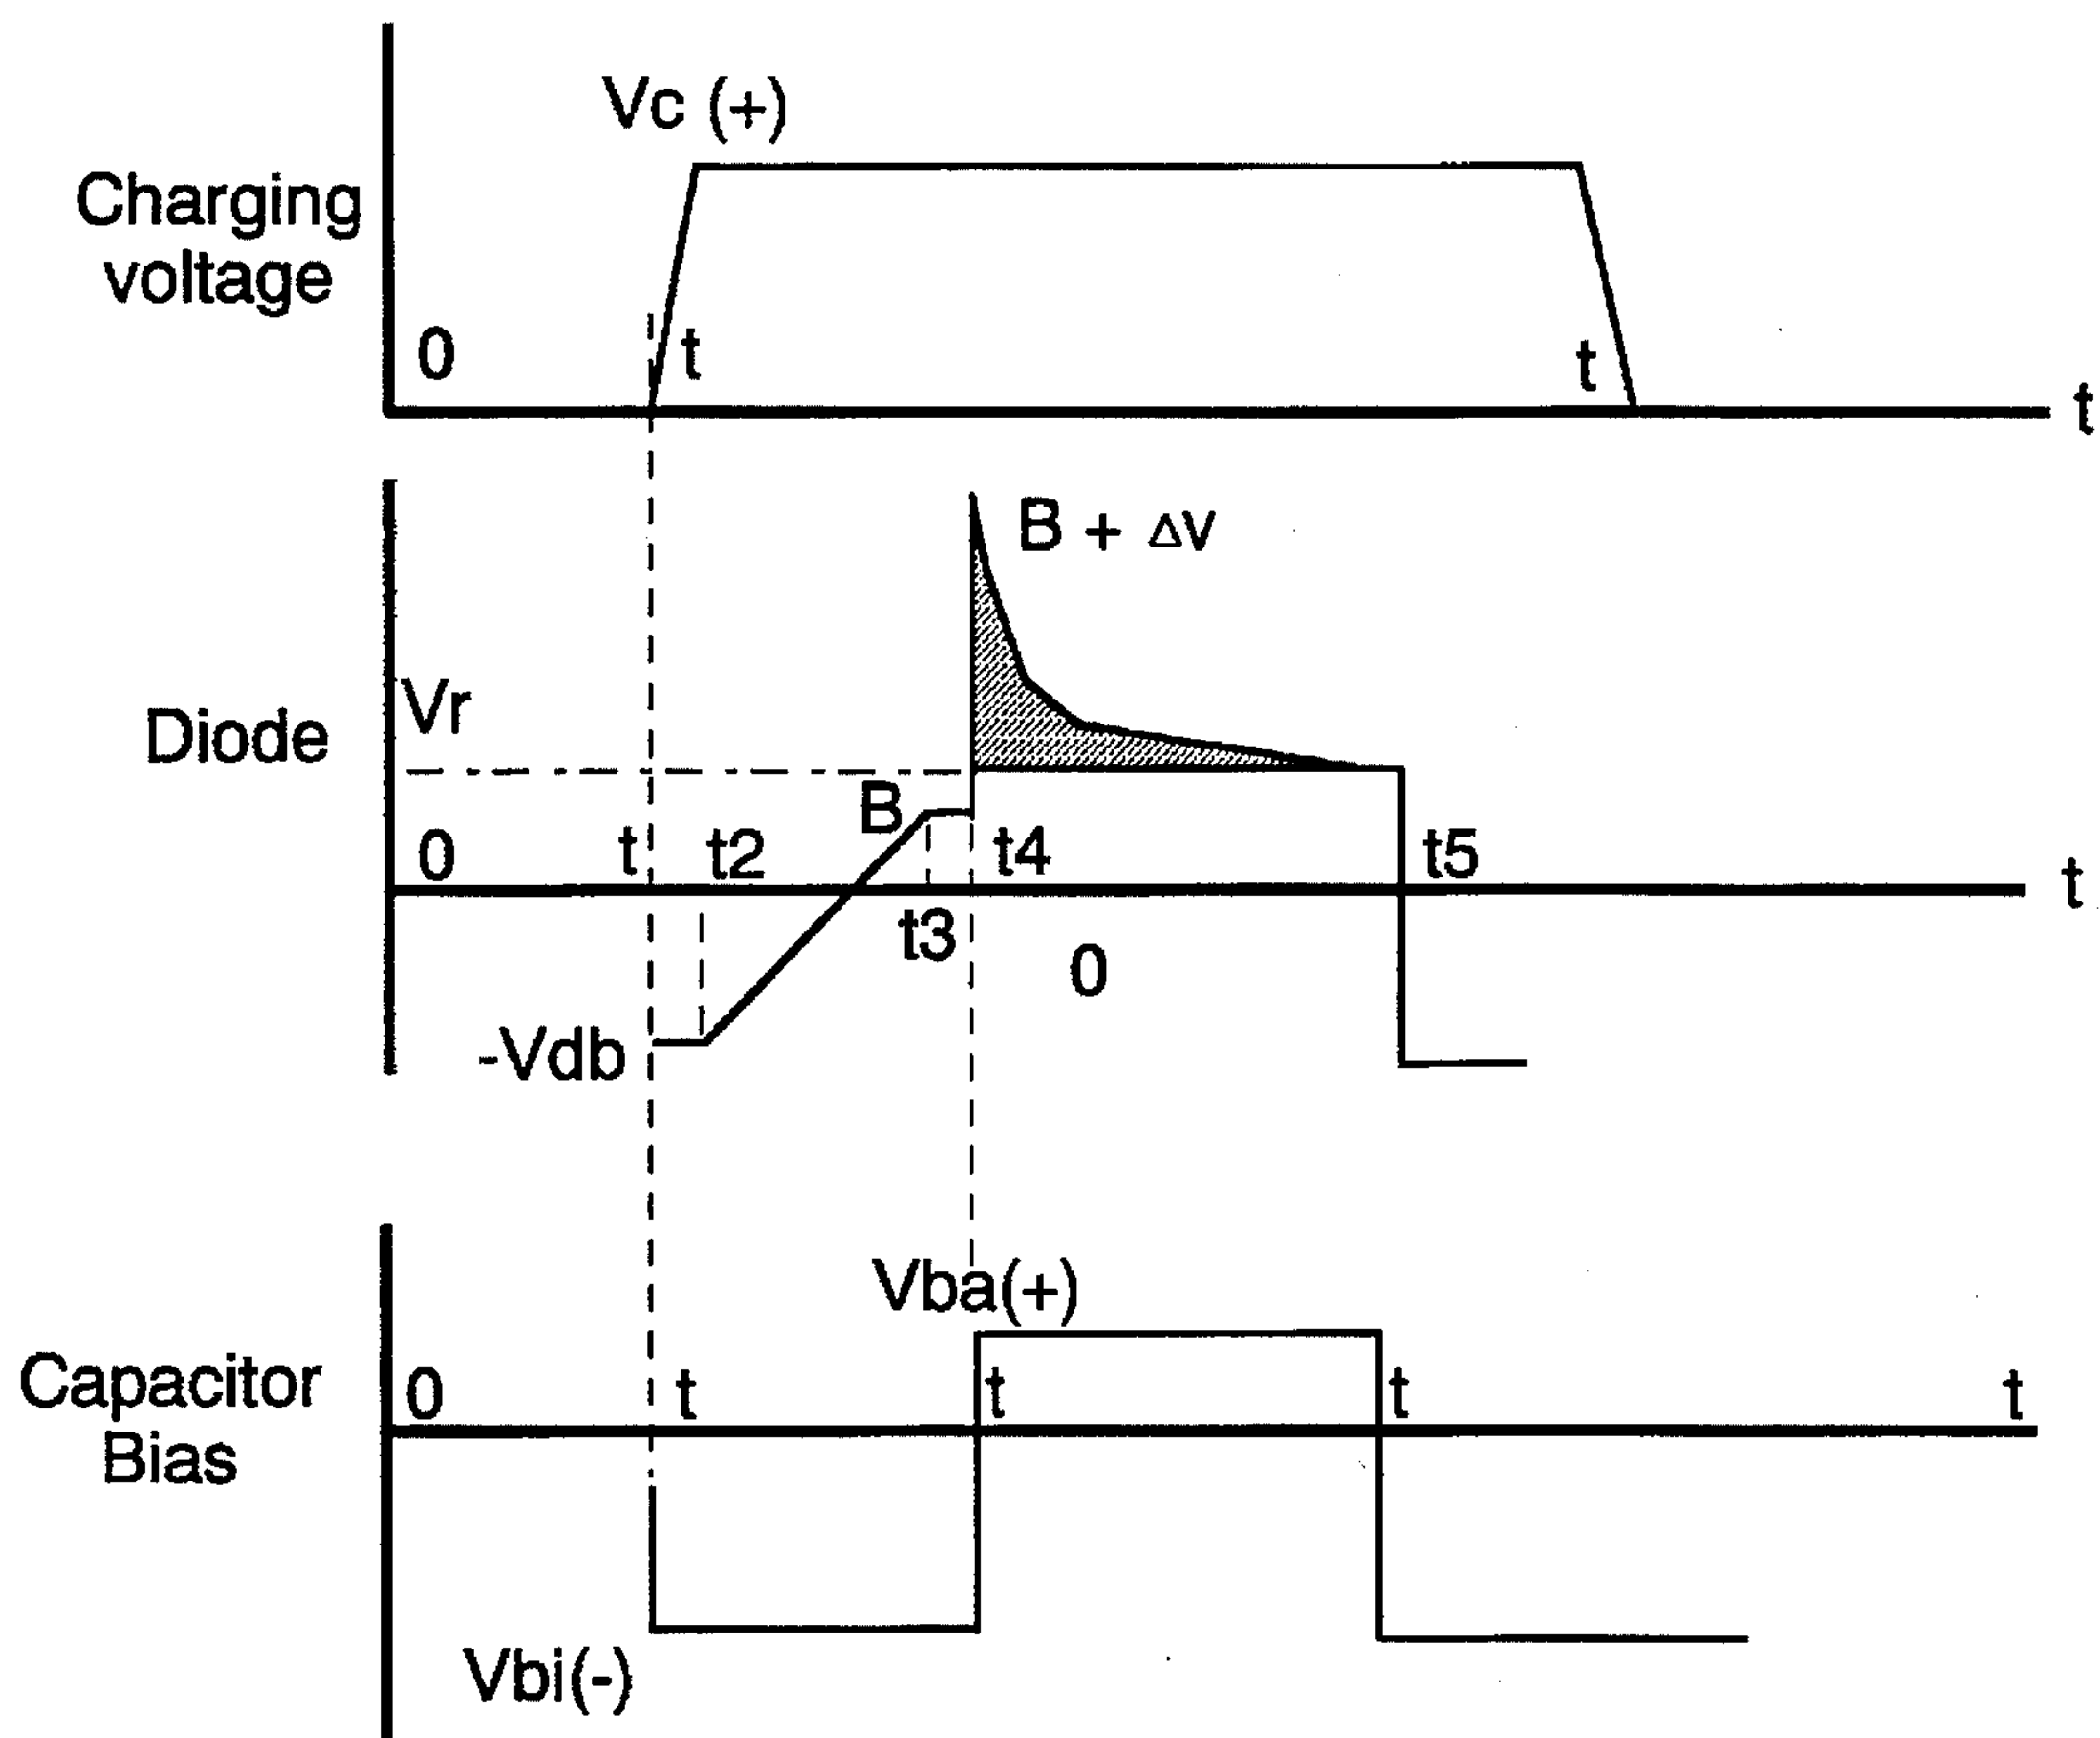 Vc (+)
Charging
voltage
0
t
t
t
B + Δv
Vr
Diode
B
0
t
t2
t4
t5
t
t3
0
-Vdb
Vba(+)
Capacitor
Bias
0
t
t
t
t
Vbi(-)